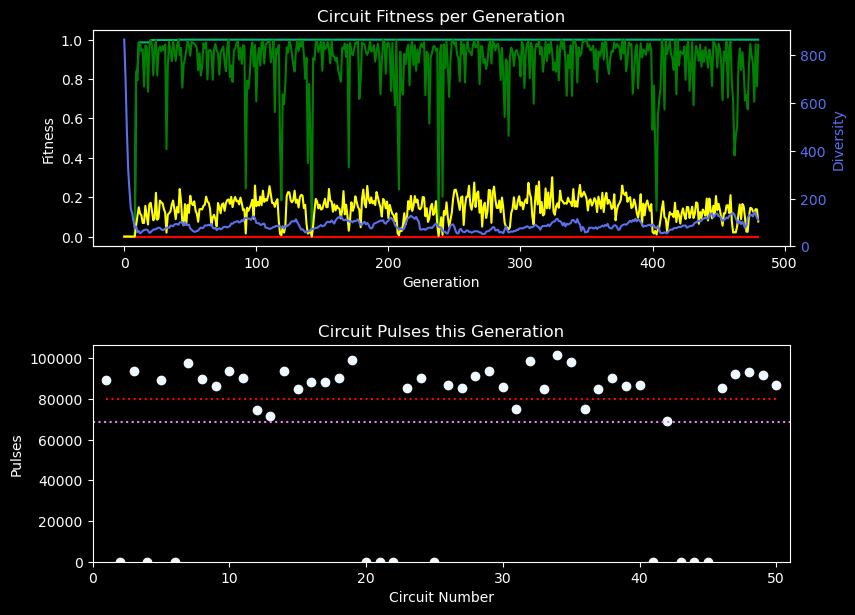 Circuit Fitness per Generation
1.0
0.8
0.6
0.4
0.2
0.0
Fitness
800
600
400
200
0
Diversity
0 100 200 300 400 500
Generation
Circuit Pulses this Generation
100000
80000
60000
40000
20000
0
Pulses
0 10 20 30 40 50
Circuit Number